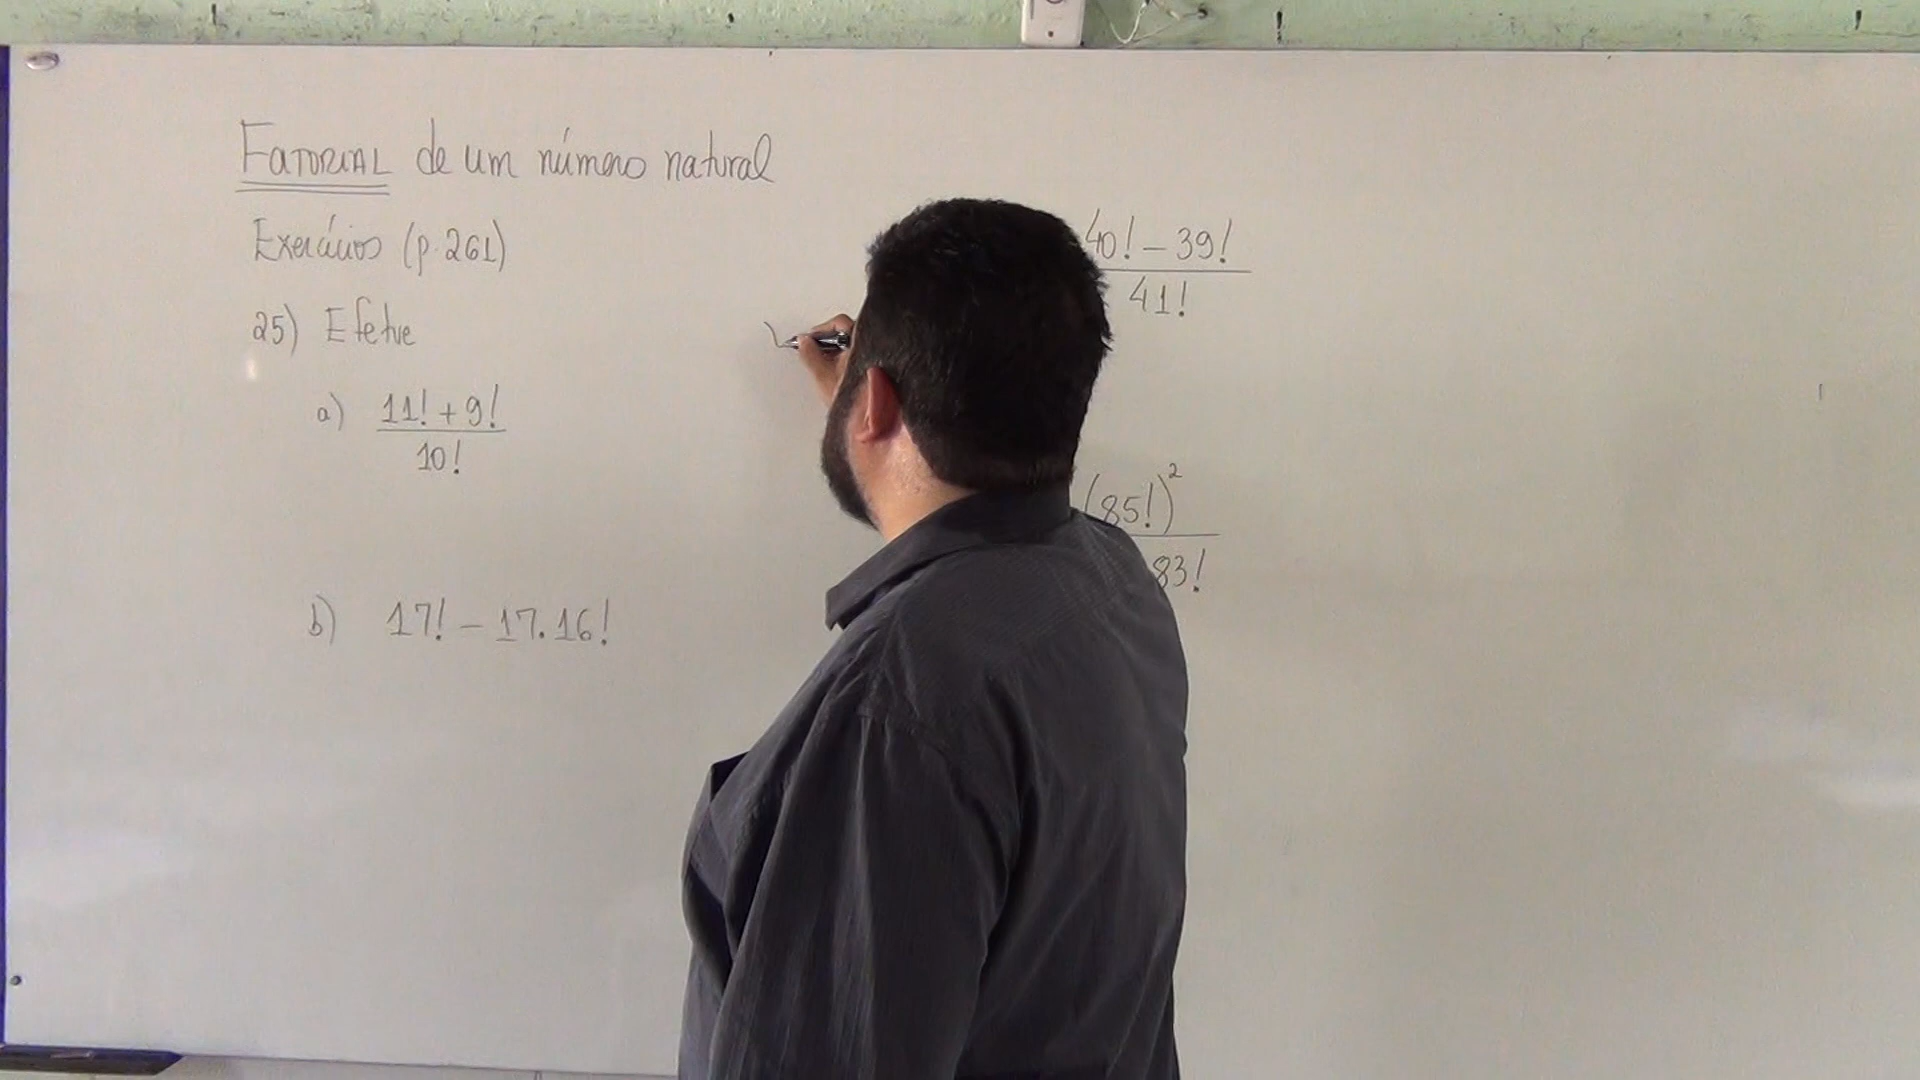 FATORIAL de um número natural
Exercícios (p. 261)
25) Efetue
a) 11! + 9!
10!
b) 17! – 17. 16!
40! – 39!
41!
(85!)²
83!